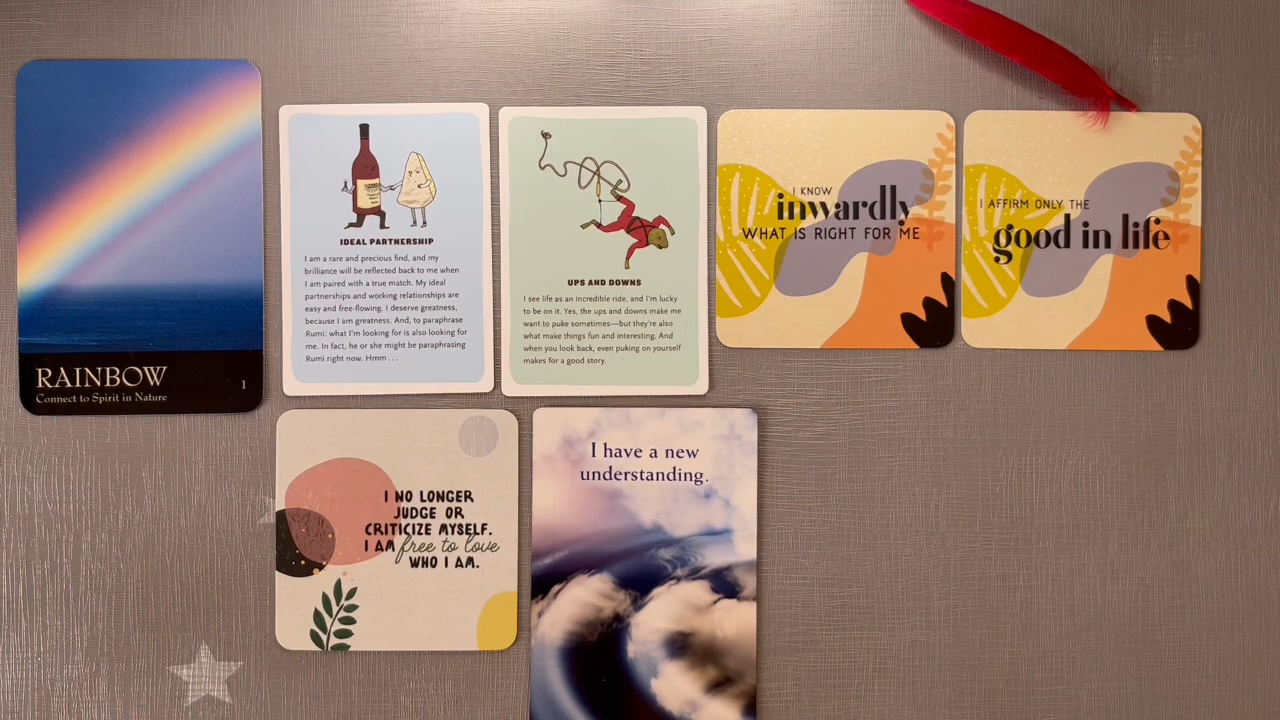 RAINBOW
Connect to Spirit in Nature
1
IDEAL PARTNERSHIP
I am a rare and precious find, and my
brilliance will be reflected back to me when
I am paired with a true match. My ideal
partnerships and working relationships are
easy and free-flowing. I deserve greatness,
because I am greatness. And, to paraphrase
Rumi: what I'm looking for is also looking for
me. In fact, he or she might be paraphrasing
Rumi right now. Hmm . . .
UPS AND DOWNS
I see life as an incredible ride, and I'm lucky
to be on it. Yes, the ups and downs make me
want to puke sometimes—but they're also
what make things fun and interesting. And
when you look back, even puking on yourself
makes for a good story.
I KNOW
inwardly
WHAT IS RIGHT FOR ME
I AFFIRM ONLY THE
good in life
I NO LONGER
JUDGE OR
CRITICIZE MYSELF.
I AM free to love
WHO I AM.
I have a new
understanding.